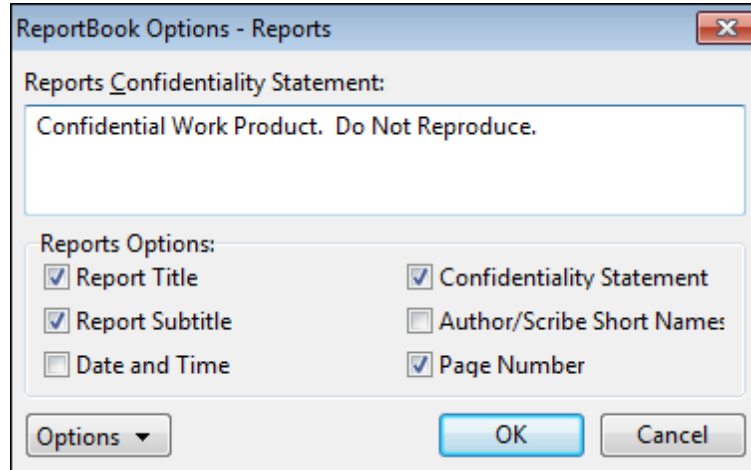 ReportBook Options - Reports
Reports Confidentiality Statement:
Confidential Work Product.  Do Not Reproduce.
Reports Options:
Report Title
Confidentiality Statement
Report Subtitle
Author/Scribe Short Names
Date and Time
Page Number
Options
OK
Cancel